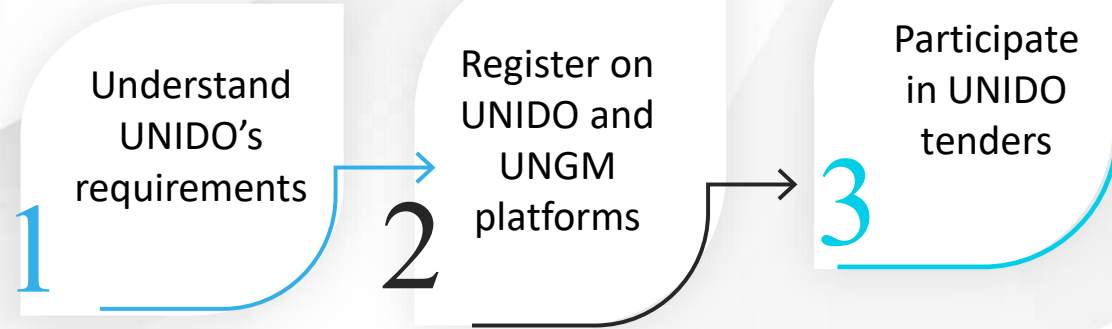 1
Understand
UNIDO’s
requirements
2
Register on
UNIDO and
UNGM
platforms
3
Participate
in UNIDO
tenders